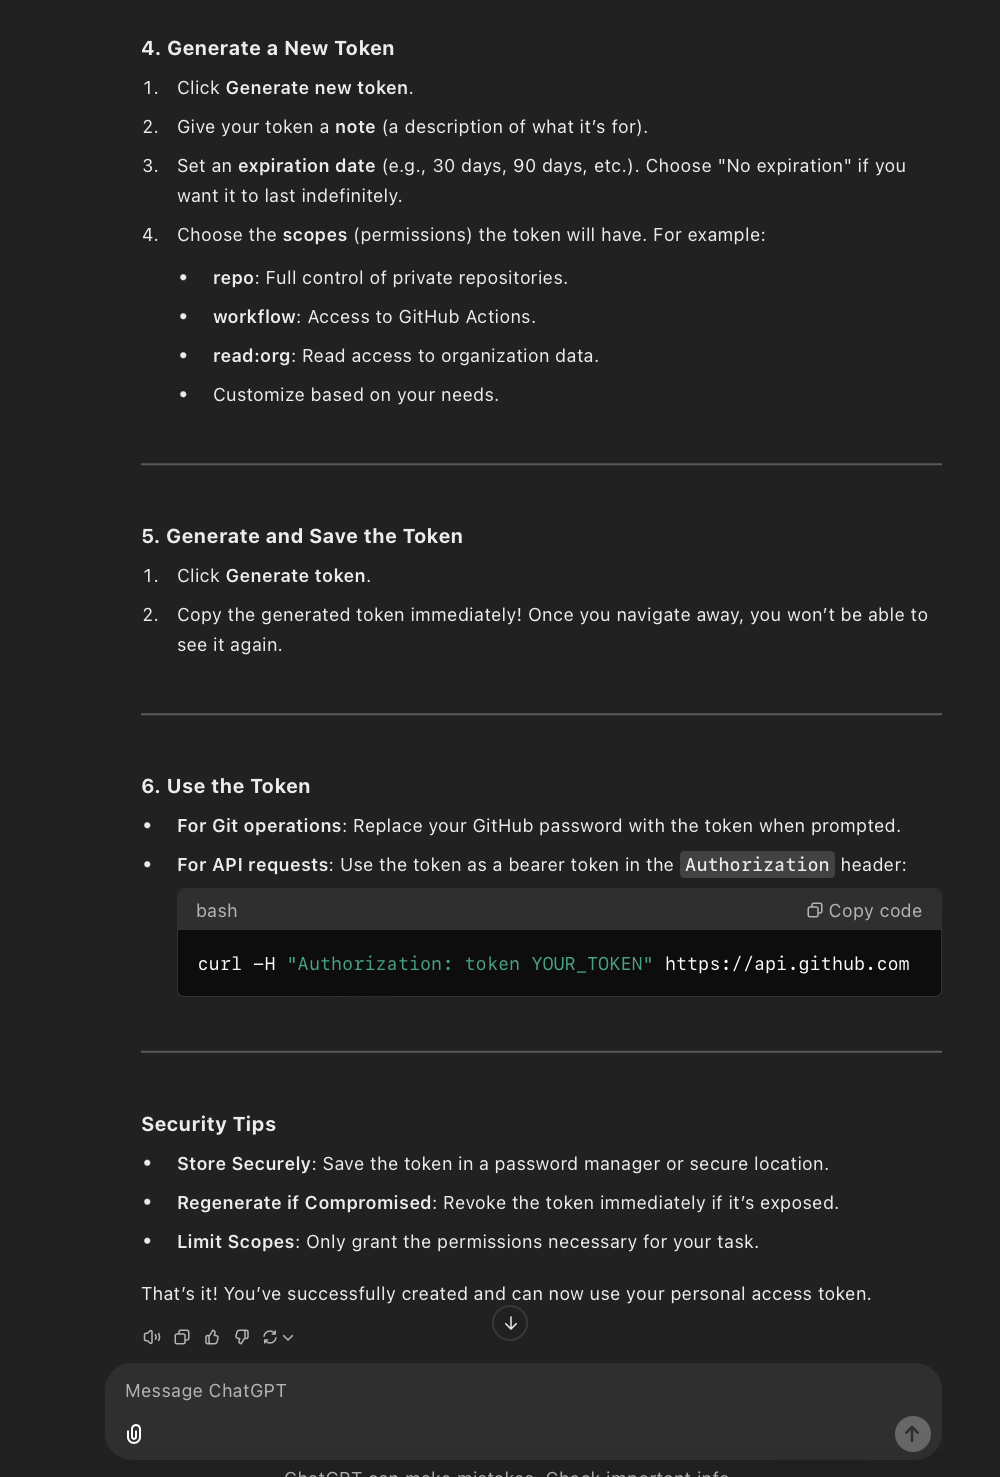 4. Generate a New Token
1. Click Generate new token.
2. Give your token a note (a description of what it’s for).
3. Set an expiration date (e.g., 30 days, 90 days, etc.). Choose "No expiration" if you
want it to last indefinitely.
4. Choose the scopes (permissions) the token will have. For example:
• repo: Full control of private repositories.
• workflow: Access to GitHub Actions.
• read:org: Read access to organization data.
• Customize based on your needs.
5. Generate and Save the Token
1. Click Generate token.
2. Copy the generated token immediately! Once you navigate away, you won’t be able to
see it again.
6. Use the Token
• For Git operations: Replace your GitHub password with the token when prompted.
• For API requests: Use the token as a bearer token in the Authorization header:
bash Copy code
curl -H "Authorization: token YOUR_TOKEN" https://api.github.com
Security Tips
• Store Securely: Save the token in a password manager or secure location.
• Regenerate if Compromised: Revoke the token immediately if it’s exposed.
• Limit Scopes: Only grant the permissions necessary for your task.
That’s it! You’ve successfully created and can now use your personal access token.
Message ChatGPT
ChatGPT can make mistakes. Check important info.